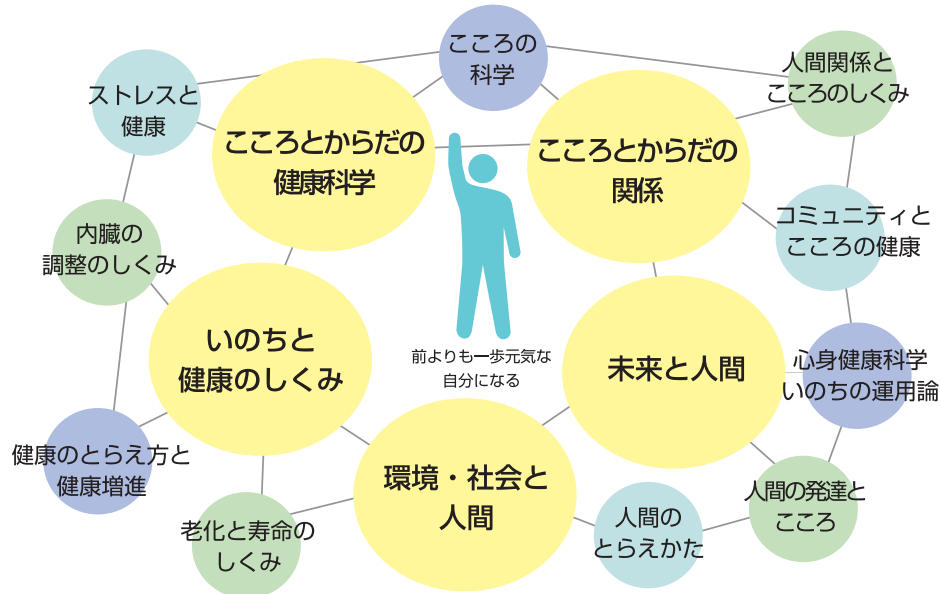 こころの
科学
人間関係と
こころのしくみ
ストレスと
健康
こころとからだの
健康科学
こころとからだの
関係
コミュニティと
こころの健康
内臓の
調整のしくみ
いのちと
健康のしくみ
前よりも一歩元気な
自分になる
未来と人間
心身健康科学
いのちの運用論
健康のとらえ方と
健康増進
環境・社会と
人間
人間の発達と
こころ
老化と寿命の
しくみ
人間の
とらえかた